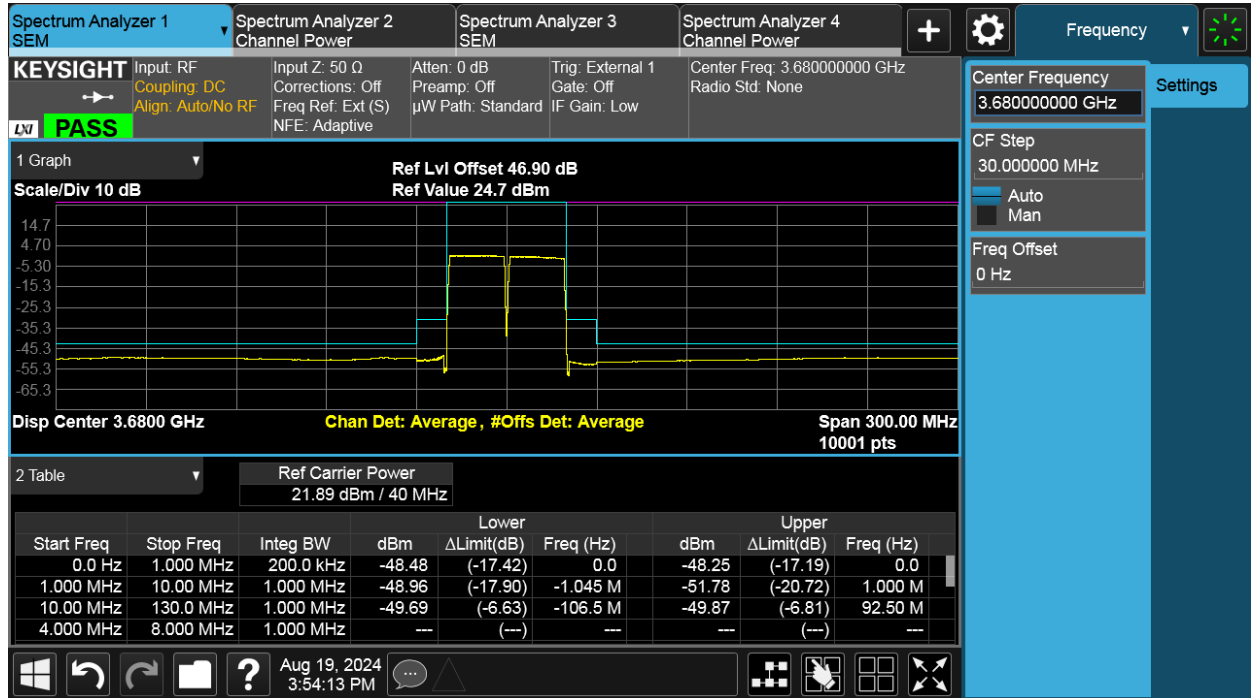 Spectrum Analyzer 1
SEM
Spectrum Analyzer 2
Channel Power
Spectrum Analyzer 3
SEM
Spectrum Analyzer 4
Channel Power
+
Frequency
KEYSIGHT
LXI
PASS
Input: RF
Coupling: DC
Align: Auto/No RF
Input Z: 50 Ω
Corrections: Off
Freq Ref: Ext (S)
NFE: Adaptive
Atten: 0 dB
Preamp: Off
µW Path: Standard
Trig: External 1
Gate: Off
IF Gain: Low
Center Freq: 3.680000000 GHz
Radio Std: None
Center Frequency
3.680000000 GHz
Settings
CF Step
30.000000 MHz
Auto
Man
Freq Offset
0 Hz
1 Graph
Scale/Div 10 dB
Ref Lvl Offset 46.90 dB
Ref Value 24.7 dBm
14.7
4.70
-5.30
-15.3
-25.3
-35.3
-45.3
-55.3
-65.3
Disp Center 3.6800 GHz
Chan Det: Average , #Offs Det: Average
Span 300.00 MHz
10001 pts
2 Table
Ref Carrier Power
21.89 dBm / 40 MHz
Lower Upper
Start Freq Stop Freq Integ BW dBm ΔLimit(dB) Freq (Hz) dBm ΔLimit(dB) Freq (Hz)
0.0 Hz 1.000 MHz 200.0 kHz -48.48 (-17.42) 0.0 -48.25 (-17.19) 0.0
1.000 MHz 10.00 MHz 1.000 MHz -48.96 (-17.90) -1.045 M -51.78 (-20.72) 1.000 M
10.00 MHz 130.0 MHz 1.000 MHz -49.69 (-6.63) -106.5 M -49.87 (-6.81) 92.50 M
4.000 MHz 8.000 MHz 1.000 MHz --- (---) --- --- (---) ---
?
Aug 19, 2024
3:54:13 PM